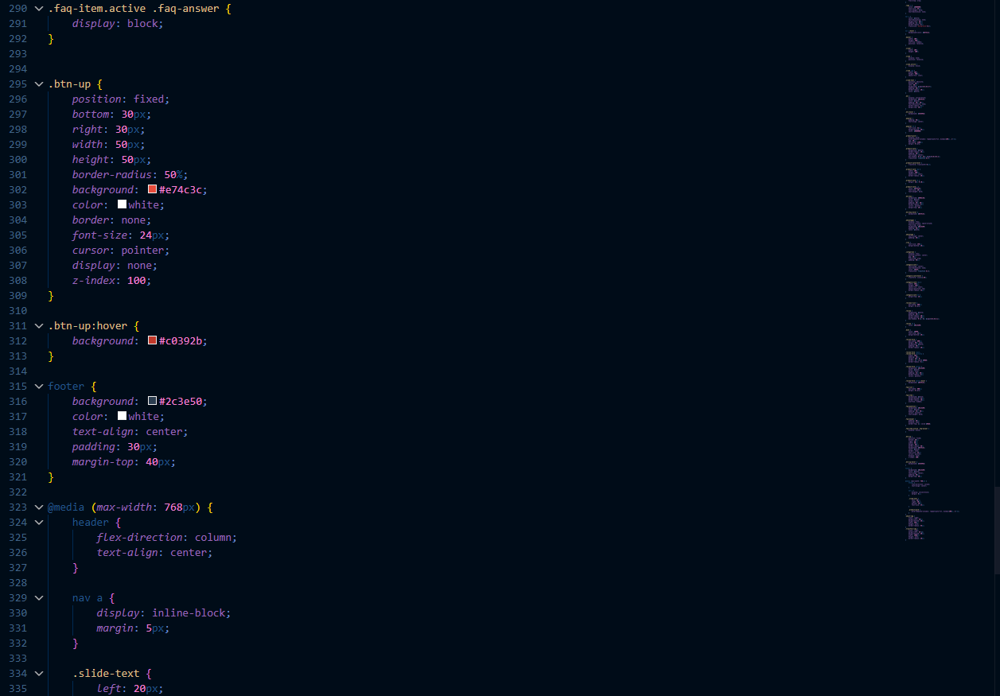 290 .faq-item.active .faq-answer {
291     display: block;
292 }
293
294
295 .btn-up {
296     position: fixed;
297     bottom: 30px;
298     right: 30px;
299     width: 50px;
300     height: 50px;
301     border-radius: 50%;
302     background: #e74c3c;
303     color: white;
304     border: none;
305     font-size: 24px;
306     cursor: pointer;
307     display: none;
308     z-index: 100;
309 }
310
311 .btn-up:hover {
312     background: #c0392b;
313 }
314
315 footer {
316     background: #2c3e50;
317     color: white;
318     text-align: center;
319     padding: 30px;
320     margin-top: 40px;
321 }
322
323 @media (max-width: 768px) {
324     header {
325         flex-direction: column;
326         text-align: center;
327     }
328
329     nav a {
330         display: inline-block;
331         margin: 5px;
332     }
333
334     .slide-text {
335         left: 20px;